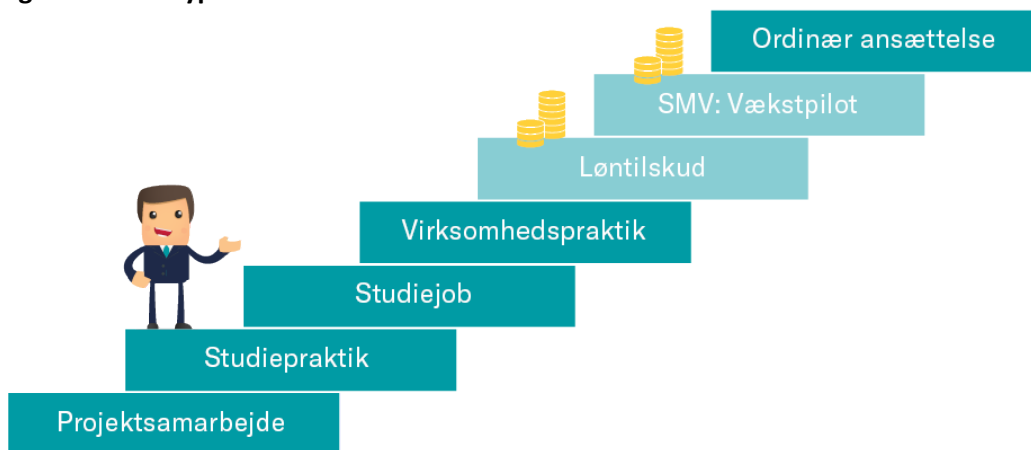 Ordinær ansættelse
SMV: Vækstpilot
Løntilskud
Virksomhedspraktik
Studiejob
Studiepraktik
Projektsamarbejde